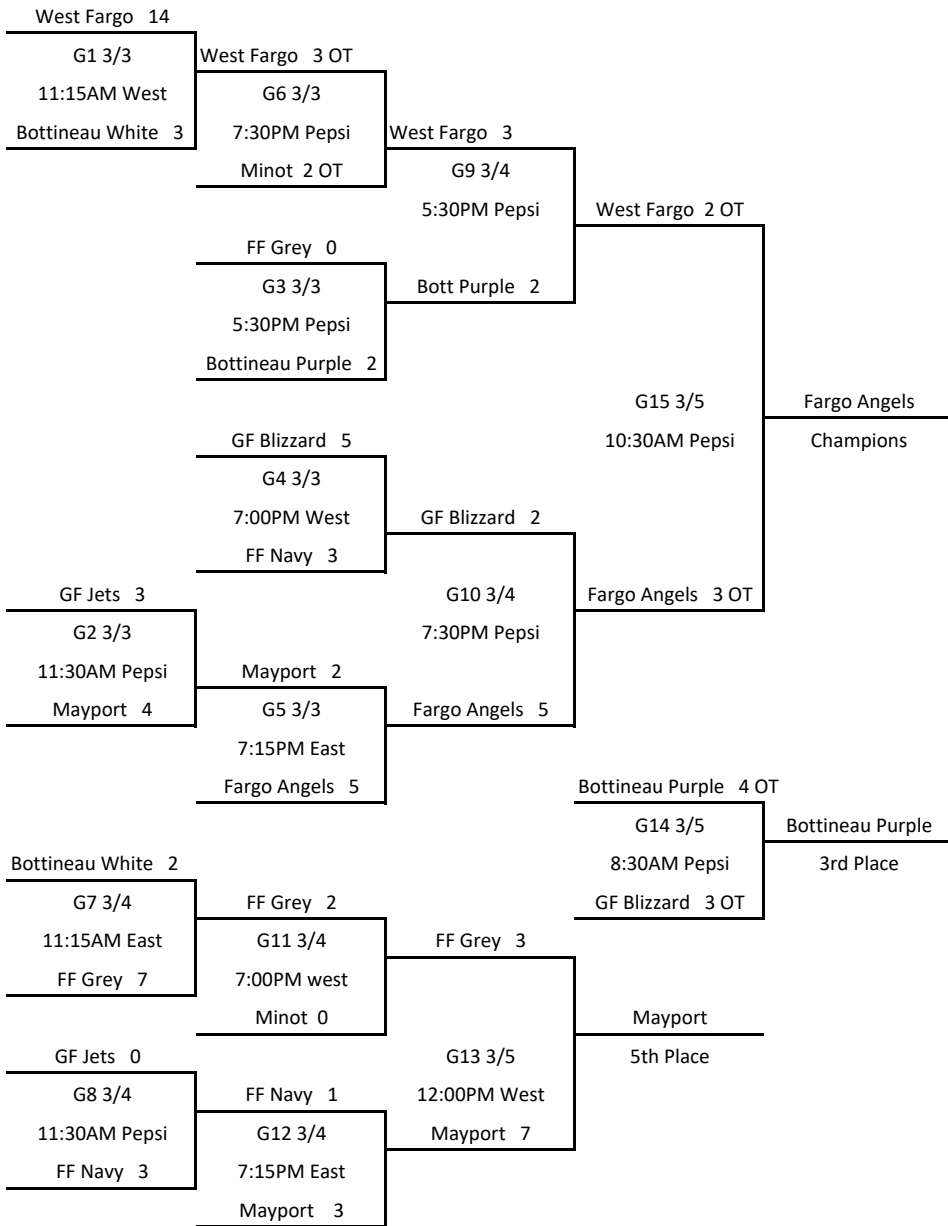 West Fargo 14
G1 3/3
West Fargo 3 OT
11:15AM West
G6 3/3
Bottineau White 3
7:30PM Pepsi
West Fargo 3
Minot 2 OT
G9 3/4
5:30PM Pepsi
West Fargo 2 OT
FF Grey 0
G3 3/3
Bott Purple 2
5:30PM Pepsi
Bottineau Purple 2
G15 3/5
Fargo Angels
10:30AM Pepsi
Champions
GF Blizzard 5
G4 3/3
7:00PM West
GF Blizzard 2
FF Navy 3
GF Jets 3
G10 3/4
Fargo Angels 3 OT
G2 3/3
7:30PM Pepsi
11:30AM Pepsi
Mayport 2
Mayport 4
G5 3/3
Fargo Angels 5
7:15PM East
Fargo Angels 5
Bottineau Purple 4 OT
G14 3/5
Bottineau Purple
Bottineau White 2
8:30AM Pepsi
3rd Place
G7 3/4
FF Grey 2
GF Blizzard 3 OT
11:15AM East
G11 3/4
FF Grey 3
FF Grey 7
7:00PM west
Minot 0
Mayport
GF Jets 0
G13 3/5
5th Place
G8 3/4
FF Navy 1
12:00PM West
11:30AM Pepsi
G12 3/4
Mayport 7
FF Navy 3
7:15PM East
Mayport 3